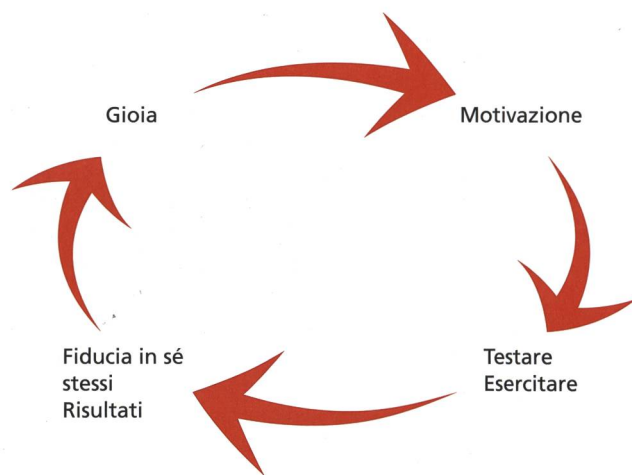 Gioia
Motivazione
Fiducia in sé
stessi
Risultati
Testare
Esercitare